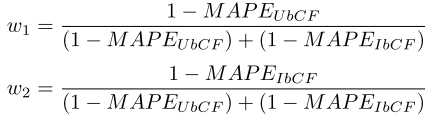 w_1 = \frac{1 - MAPE_{UbCF}}{(1 - MAPE_{UbCF}) + (1 - MAPE_{IbCF})}
w_2 = \frac{1 - MAPE_{IbCF}}{(1 - MAPE_{UbCF}) + (1 - MAPE_{IbCF})}